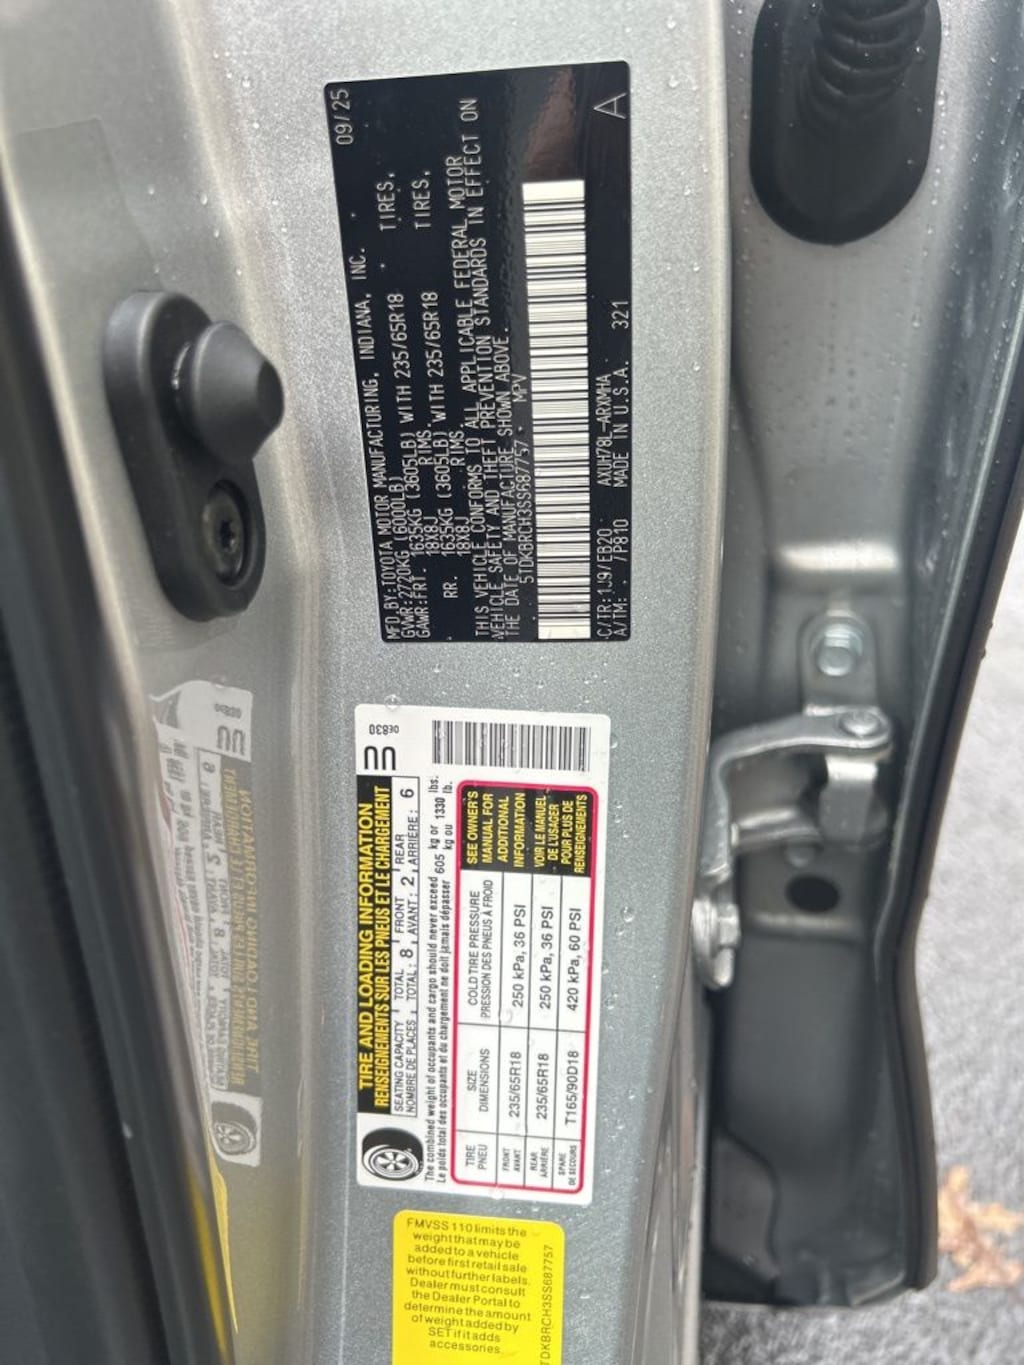 09/25
MFD.BY:TOYOTA MOTOR MANUFACTURING, INDIANA, INC.
GVWR:2720KG (6000LB)
GAWR:FRT. 1635KG (3605LB) WITH 235/65R18 TIRES,
18X8J RIMS.
RR. 1635KG (3605LB) WITH 235/65R18 TIRES,
18X8J RIMS.
THIS VEHICLE CONFORMS TO ALL APPLICABLE FEDERAL MOTOR
VEHICLE SAFETY AND THEFT PREVENTION STANDARDS IN EFFECT ON
THE DATE OF MANUFACTURE SHOWN ABOVE.
5TDKBRCH3SS687757 MPV
C/TR:1J9/EB20 AXUH78L-ARXMHA
A/TM: . /P810 MADE IN U.S.A. 321 A
TIRE AND LOADING INFORMATION
RENSEIGNEMENTS SUR LES PNEUS ET LE CHARGEMENT
UU 0E830
SEATING CAPACITY TOTAL FRONT REAR
NOMBRE DE PLACES TOTAL: 8 AVANT: 2 ARRIÈRE: 6
The combined weight of occupants and cargo should never exceed 605 kg or 1330 lbs.
Le poids total des occupants et du chargement ne doit jamais dépasser kg ou lb.
TIRE SIZE COLD TIRE PRESSURE
PNEU DIMENSIONS PRESSION DES PNEUS À FROID
FRONT
AVANT 235/65R18 250 kPa, 36 PSI
REAR
ARRIÈRE 235/65R18 250 kPa, 36 PSI
SPARE
DE SECOURS T165/90D18 420 kPa, 60 PSI
SEE OWNER'S
MANUAL FOR
ADDITIONAL
INFORMATION
VOIR LE MANUEL
DE L'USAGER
POUR PLUS DE
RENSEIGNEMENTS
FMVSS 110 limits the
weight that may be
added to a vehicle
before first retail sale
without further labels.
Dealer must consult
the Dealer Portal to
determine the amount
of weight added by
SET if it adds
accessories.
TDKBRCH3SS687757